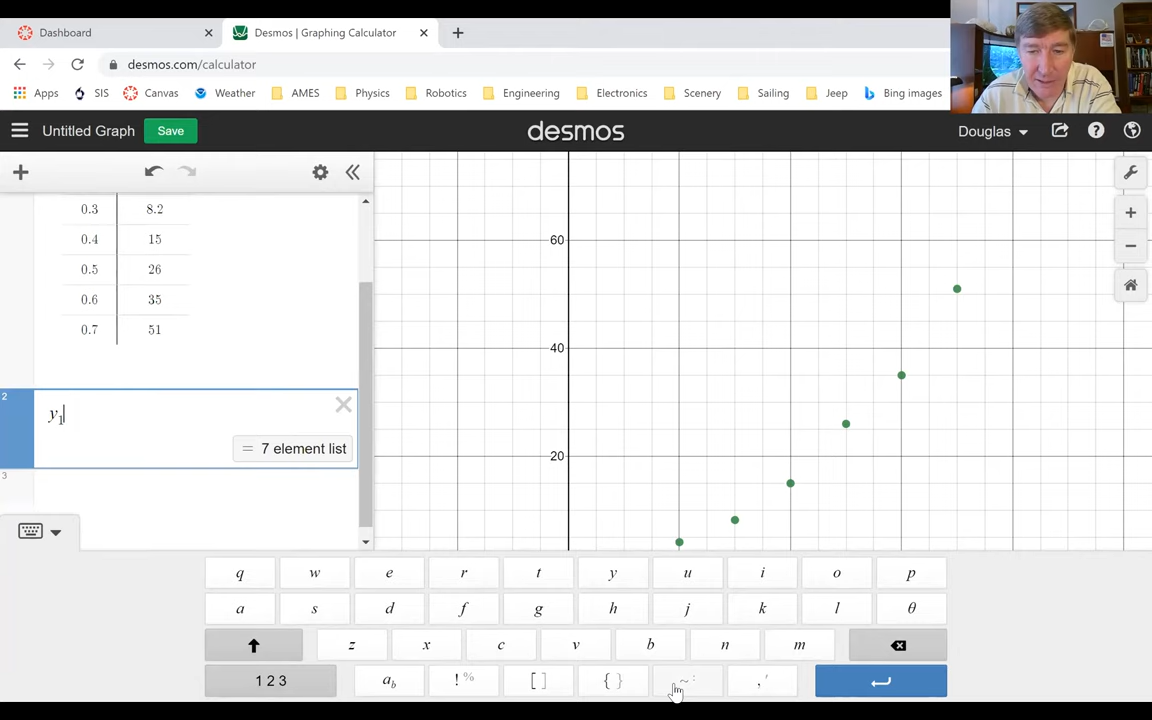 Dashboard
Desmos | Graphing Calculator
desmos.com/calculator
Apps SIS Canvas Weather AMES Physics Robotics Engineering Electronics Scenery Sailing Jeep Bing images
Untitled Graph Save desmos Douglas
0.3 8.2
0.4 15
0.5 26
0.6 35
0.7 51
60
40
20
2
y₁
= 7 element list
3
q w e r t y u i o p
a s d f g h j k l θ
z x c v b n m
1 2 3 a_b ! % [ ] { } ~ : , '